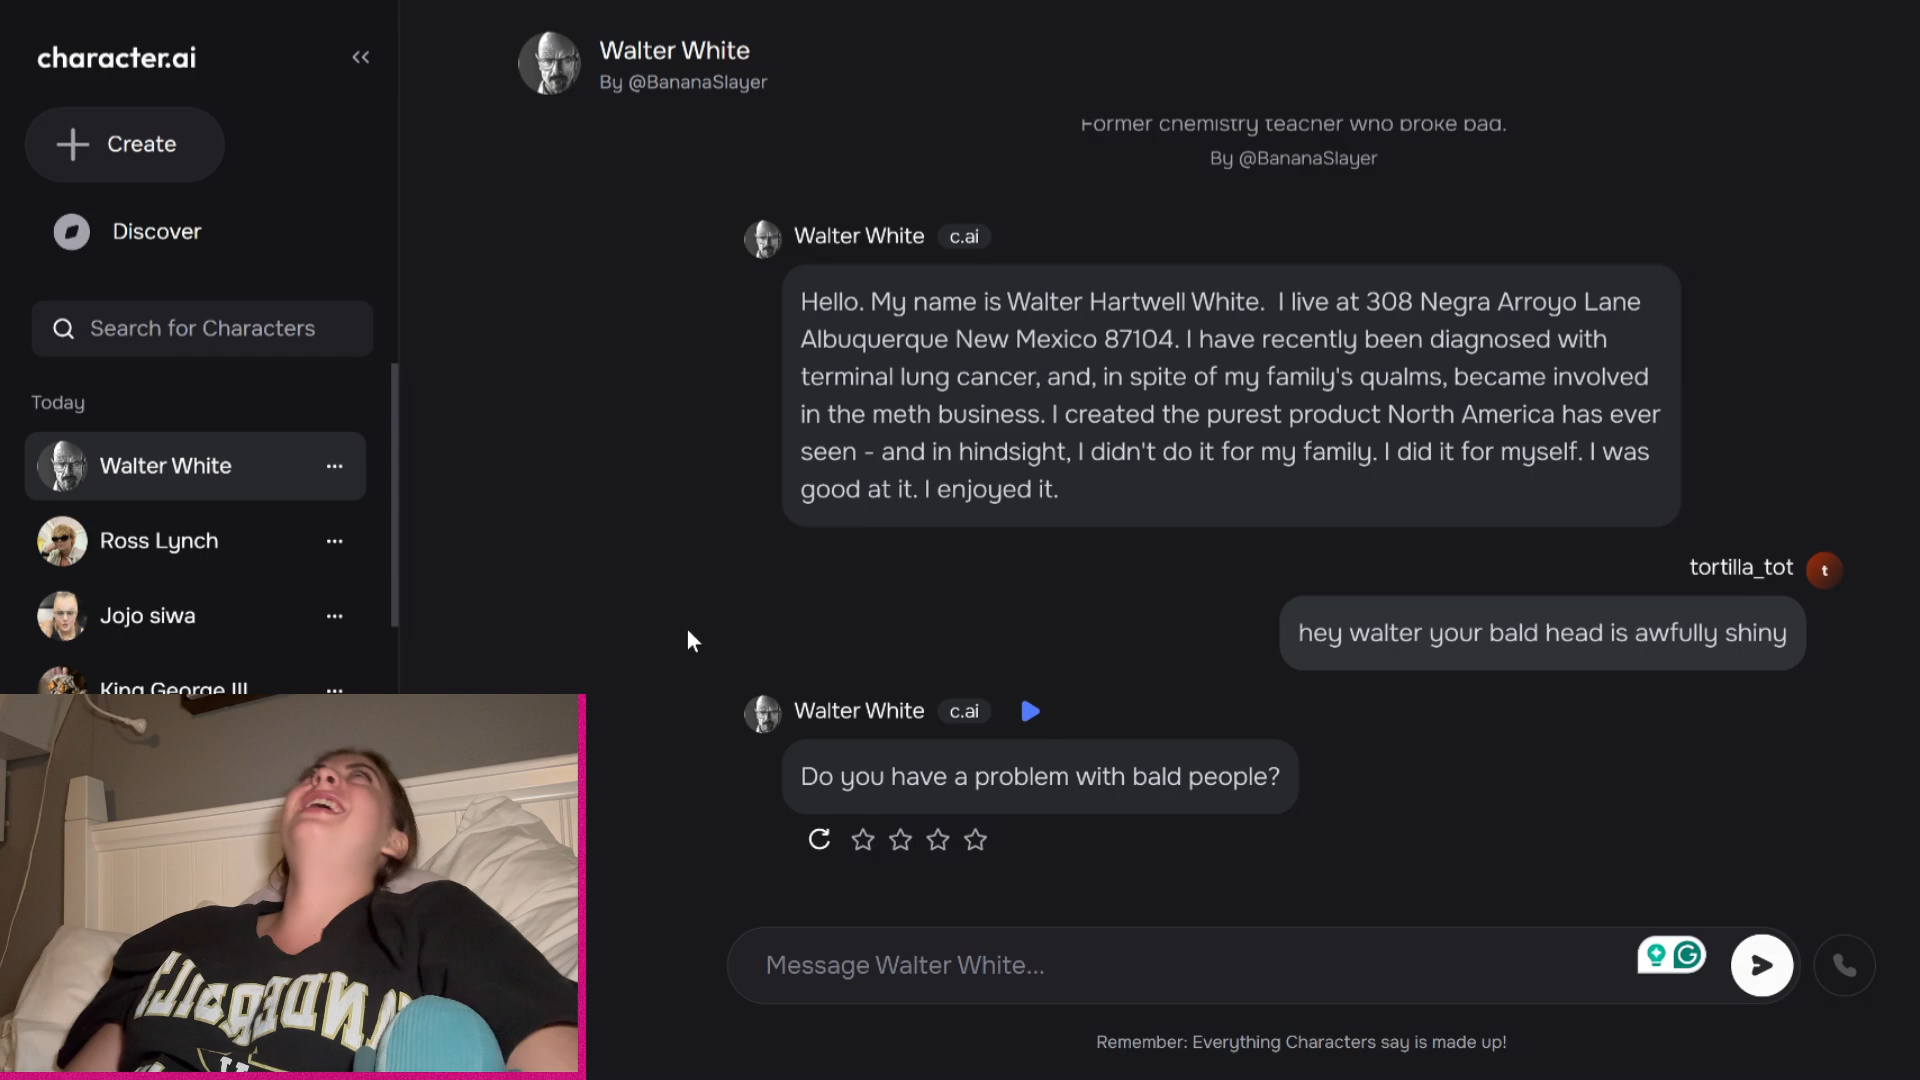 character.ai
Create
Discover
Search for Characters
Today
Walter White
Ross Lynch
Jojo siwa
King George III
Walter White
By @BananaSlayer
Former chemistry teacher who broke bad.
By @BananaSlayer
Walter White c.ai
Hello. My name is Walter Hartwell White.  I live at 308 Negra Arroyo Lane
Albuquerque New Mexico 87104. I have recently been diagnosed with
terminal lung cancer, and, in spite of my family's qualms, became involved
in the meth business. I created the purest product North America has ever
seen - and in hindsight, I didn't do it for my family. I did it for myself. I was
good at it. I enjoyed it.
tortilla_tot t
hey walter your bald head is awfully shiny
Walter White c.ai
Do you have a problem with bald people?
Message Walter White...
Remember: Everything Characters say is made up!